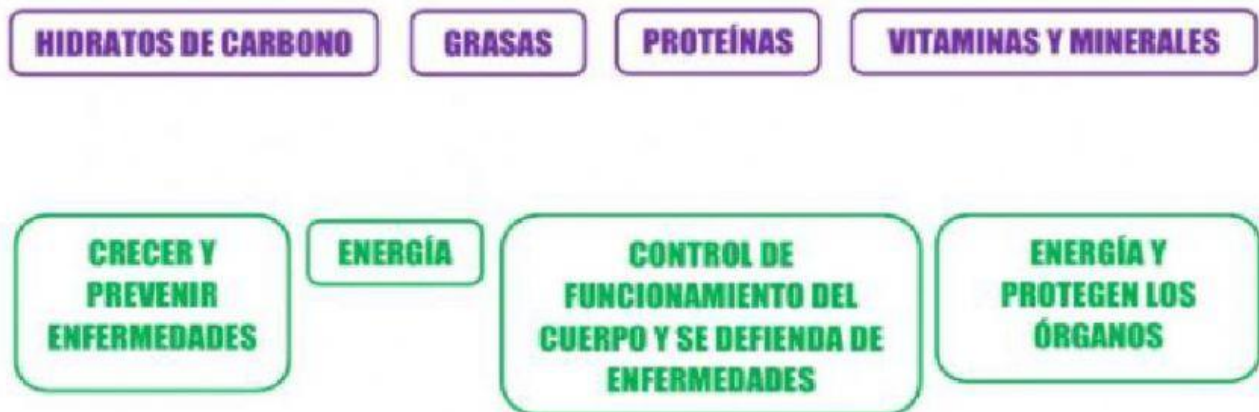 HIDRATOS DE CARBONO
GRASAS
PROTEÍNAS
VITAMINAS Y MINERALES
CRECER Y
PREVENIR
ENFERMEDADES
ENERGÍA
CONTROL DE
FUNCIONAMIENTO DEL
CUERPO Y SE DEFIENDA DE
ENFERMEDADES
ENERGÍA Y
PROTEGEN LOS
ÓRGANOS